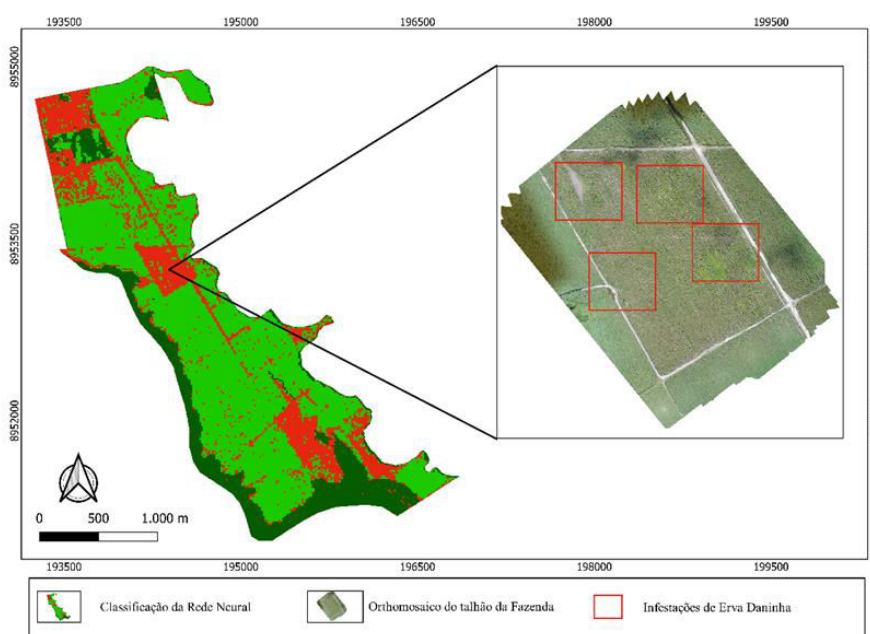 193500 195000 196500 198000 199500
8955000
8953500
8952000
0 500 1.000 m
193500 195000 196500 198000 199500
Classificação da Rede Neural Orthomosaico do talhão da Fazenda Infestações de Erva Daninha